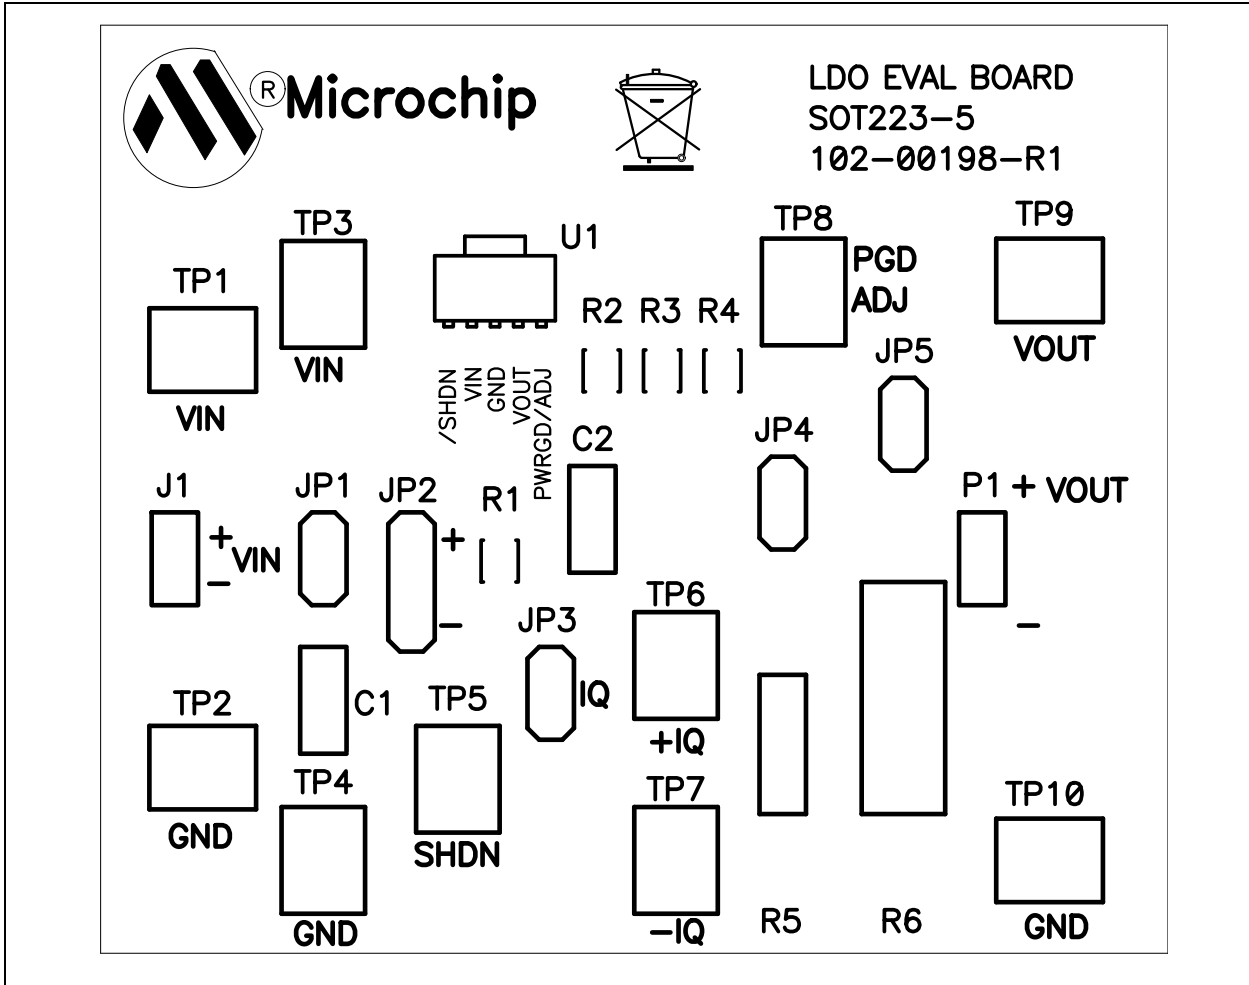 ®Microchip
LDO EVAL BOARD
SOT223-5
102-00198-R1
TP3
VIN
TP1
VIN
U1
/SHDN
VIN
GND
VOUT
PWRGD/ADJ
R2
R3
R4
TP8
PGD
ADJ
TP9
VOUT
JP5
JP4
C2
J1
+
VIN
-
JP1
JP2
+
-
R1
P1
+ VOUT
-
JP3
IQ
TP6
+IQ
TP2
GND
C1
TP5
SHDN
TP4
GND
TP7
-IQ
R5
R6
TP10
GND